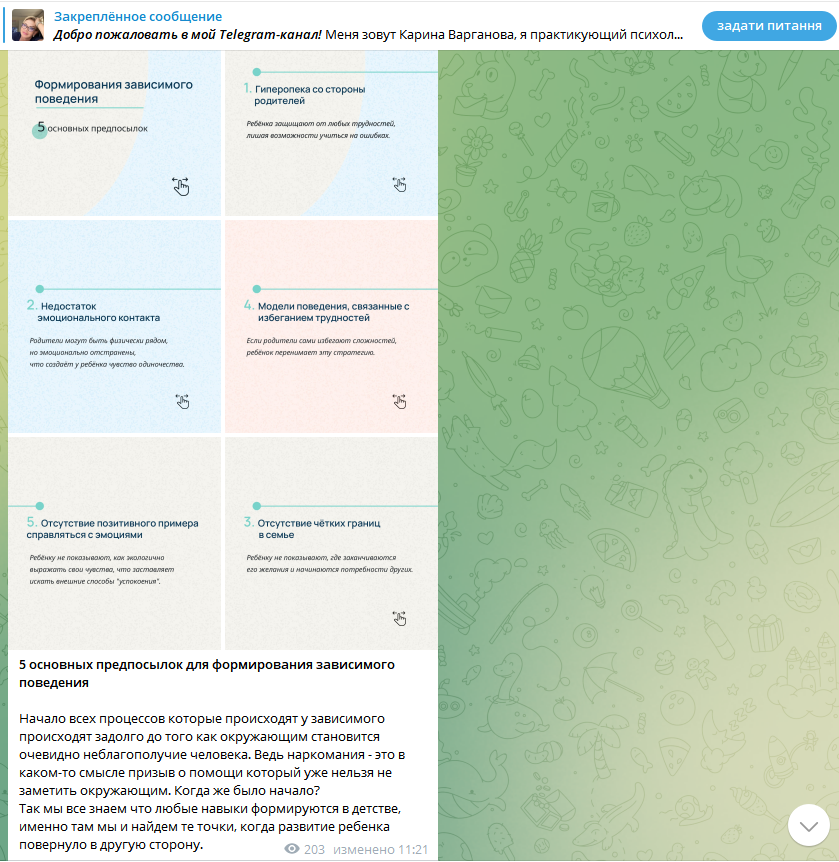 Закреплённое сообщение
Добро пожаловать в мой Telegram-канал! Меня зовут Карина Варганова, я практикующий психол...
задати питання
Формирования зависимого
поведения
5 основных предпосылок
1. Гиперопека со стороны
родителей
Ребёнка защищают от любых трудностей,
лишая возможности учиться на ошибках.
2. Недостаток
эмоционального контакта
Родители могут быть физически рядом,
но эмоционально отстранены,
что создаёт у ребёнка чувство одиночества.
4. Модели поведения, связанные с
избеганием трудностей
Если родители сами избегают сложностей,
ребёнок перенимает эту стратегию.
5. Отсутствие позитивного примера
справляться с эмоциями
Ребёнку не показывают, как экологично
выражать свои чувства, что заставляет
искать внешние способы "успокоения".
3. Отсутствие чётких границ
в семье
Ребёнку не показывают, где заканчиваются
его желания и начинаются потребности других.
5 основных предпосылок для формирования зависимого
поведения
Начало всех процессов которые происходят у зависимого
происходят задолго до того как окружающим становится
очевидно неблагополучие человека. Ведь наркомания - это в
каком-то смысле призыв о помощи который уже нельзя не
заметить окружающим. Когда же было начало?
Так мы все знаем что любые навыки формируются в детстве,
именно там мы и найдем те точки, когда развитие ребенка
повернуло в другую сторону.
203 изменено 11:21